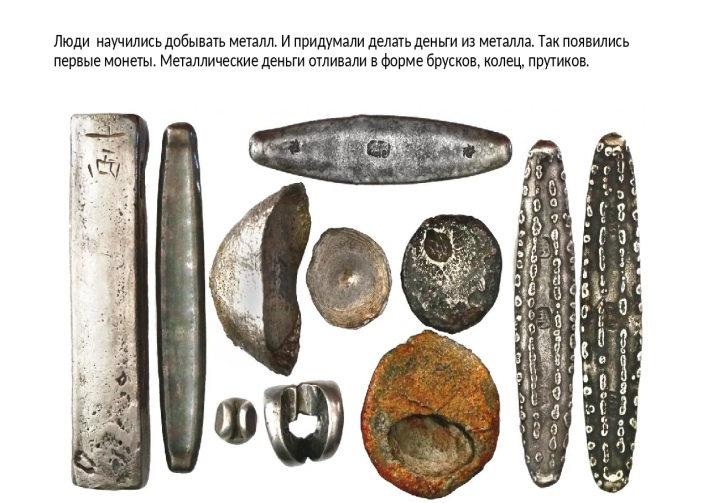 Люди научились добывать металл. И придумали делать деньги из металла. Так появились
первые монеты. Металлические деньги отливали в форме брусков, колец, прутиков.